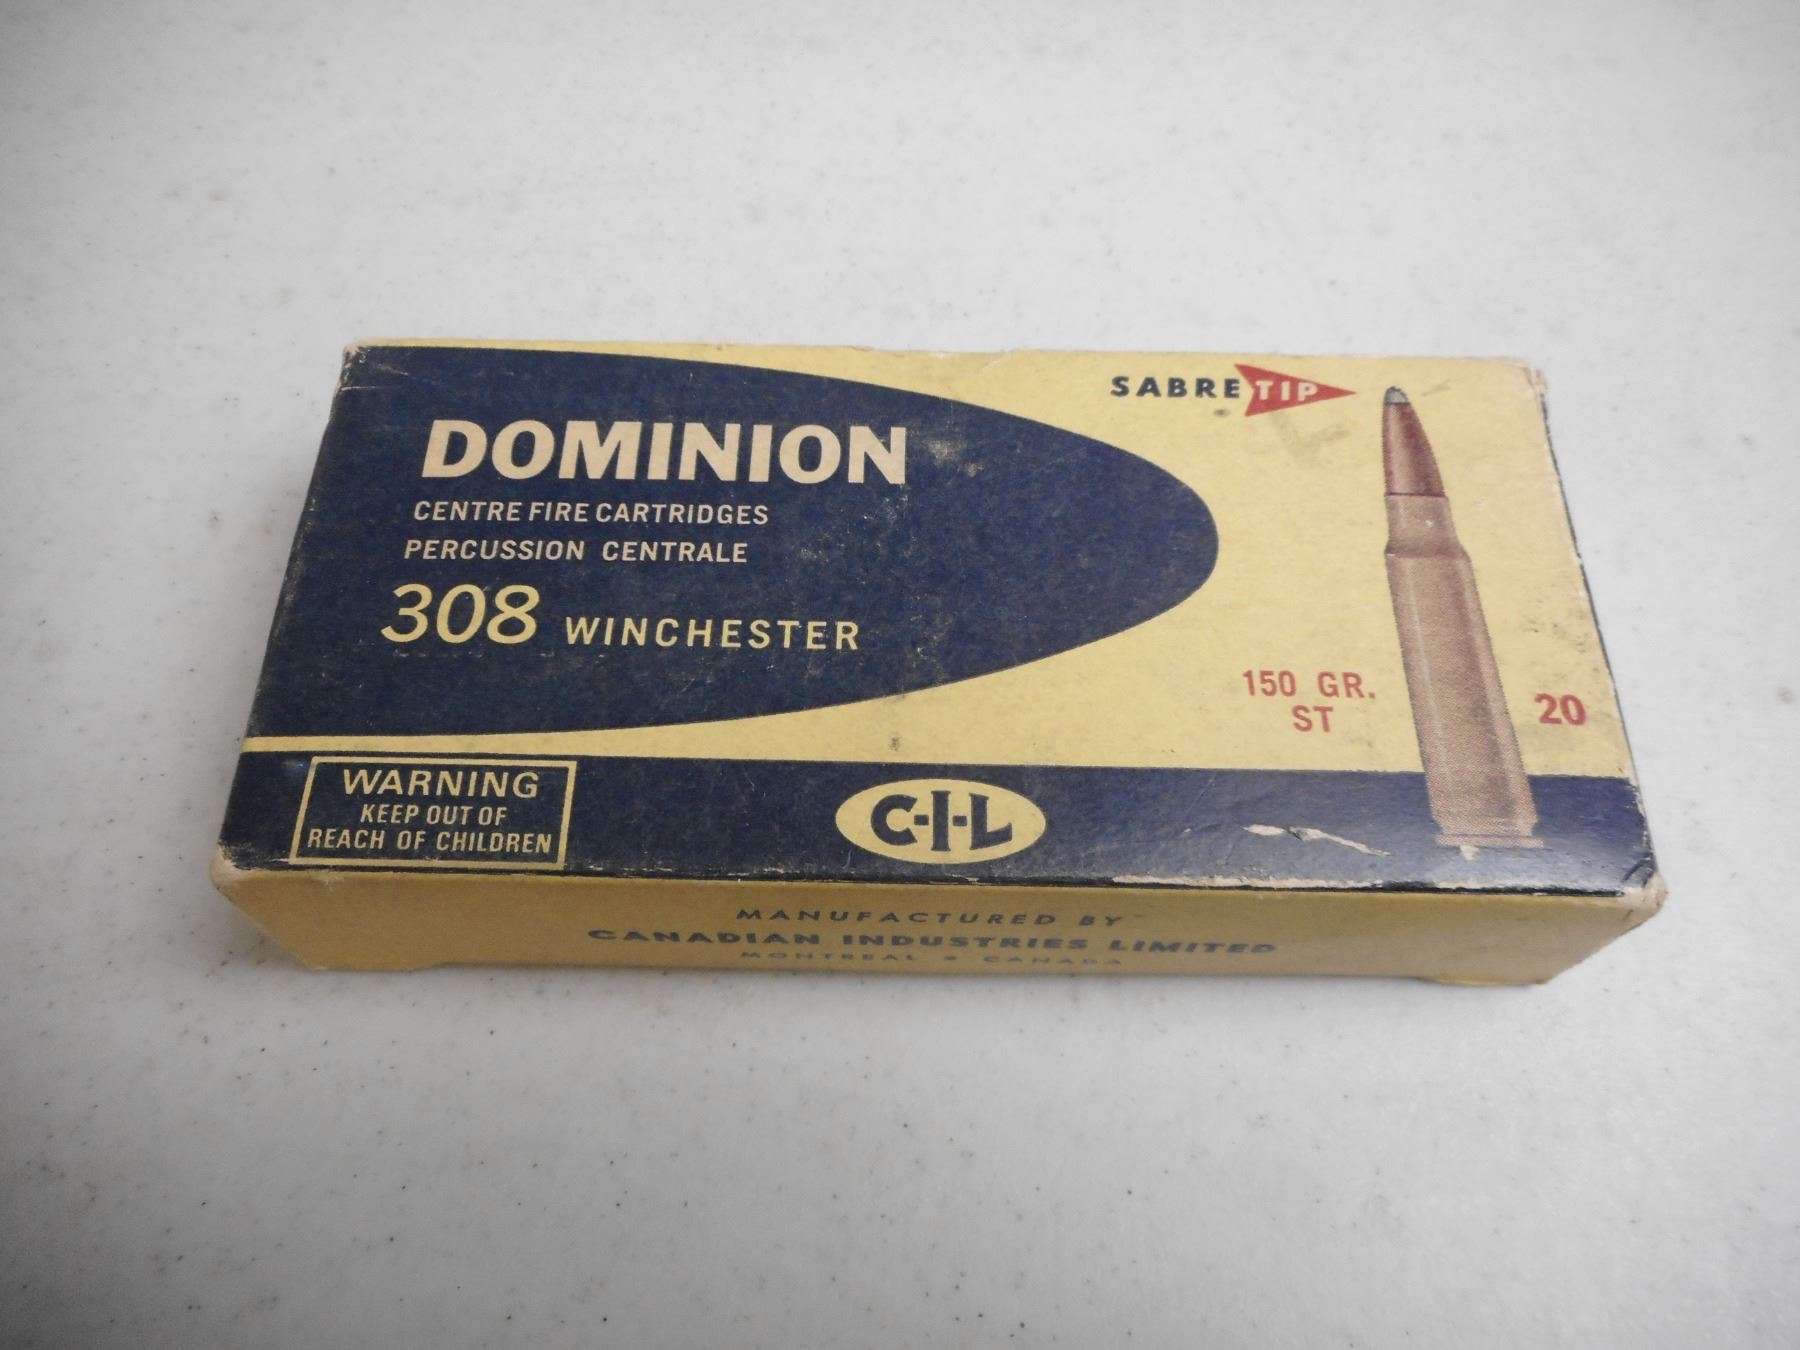 DOMINION
CENTRE FIRE CARTRIDGES
PERCUSSION CENTRALE
308 WINCHESTER
SABRE TIP
150 GR.
ST
20
WARNING
KEEP OUT OF
REACH OF CHILDREN
C-I-L
MANUFACTURED BY
CANADIAN INDUSTRIES LIMITED
MONTREAL • CANADA